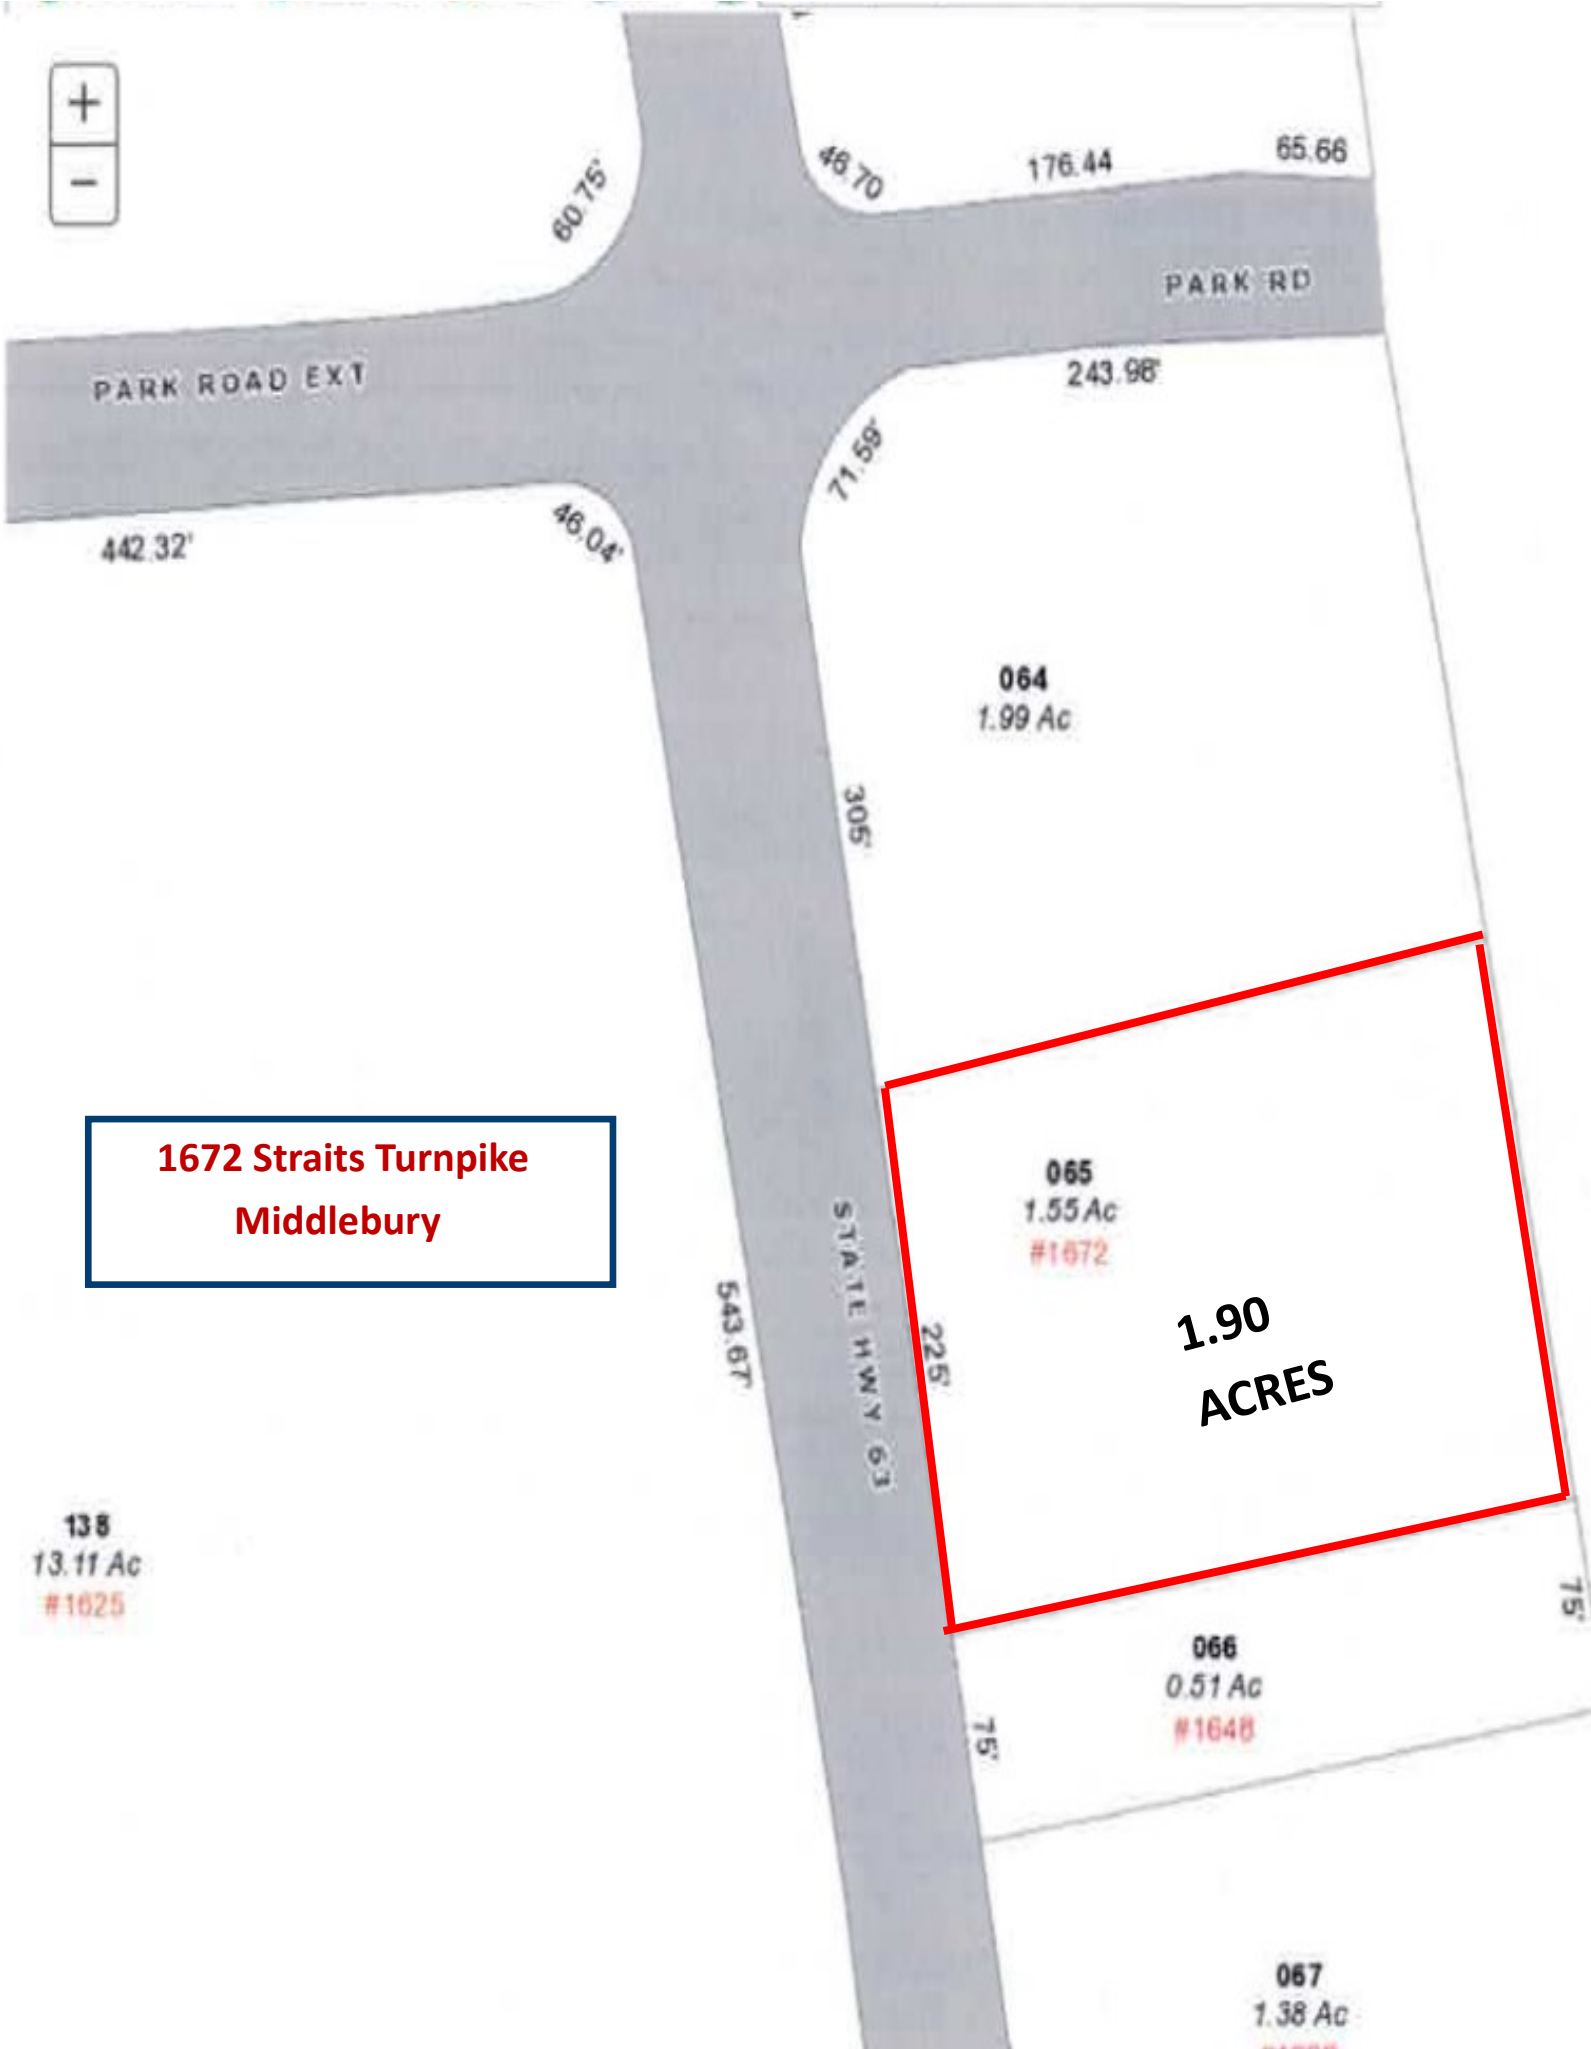 +
−
60.75'
46.70
176.44
65.66
PARK RD
PARK ROAD EXT
243.98'
71.59'
442.32'
46.04'
064
1.99 Ac
305'
1672 Straits Turnpike
Middlebury
065
1.55 Ac
#1672
STATE HWY 63
225'
543.67'
1.90
ACRES
138
13.11 Ac
#1625
75'
066
0.51 Ac
#1648
75'
067
1.38 Ac